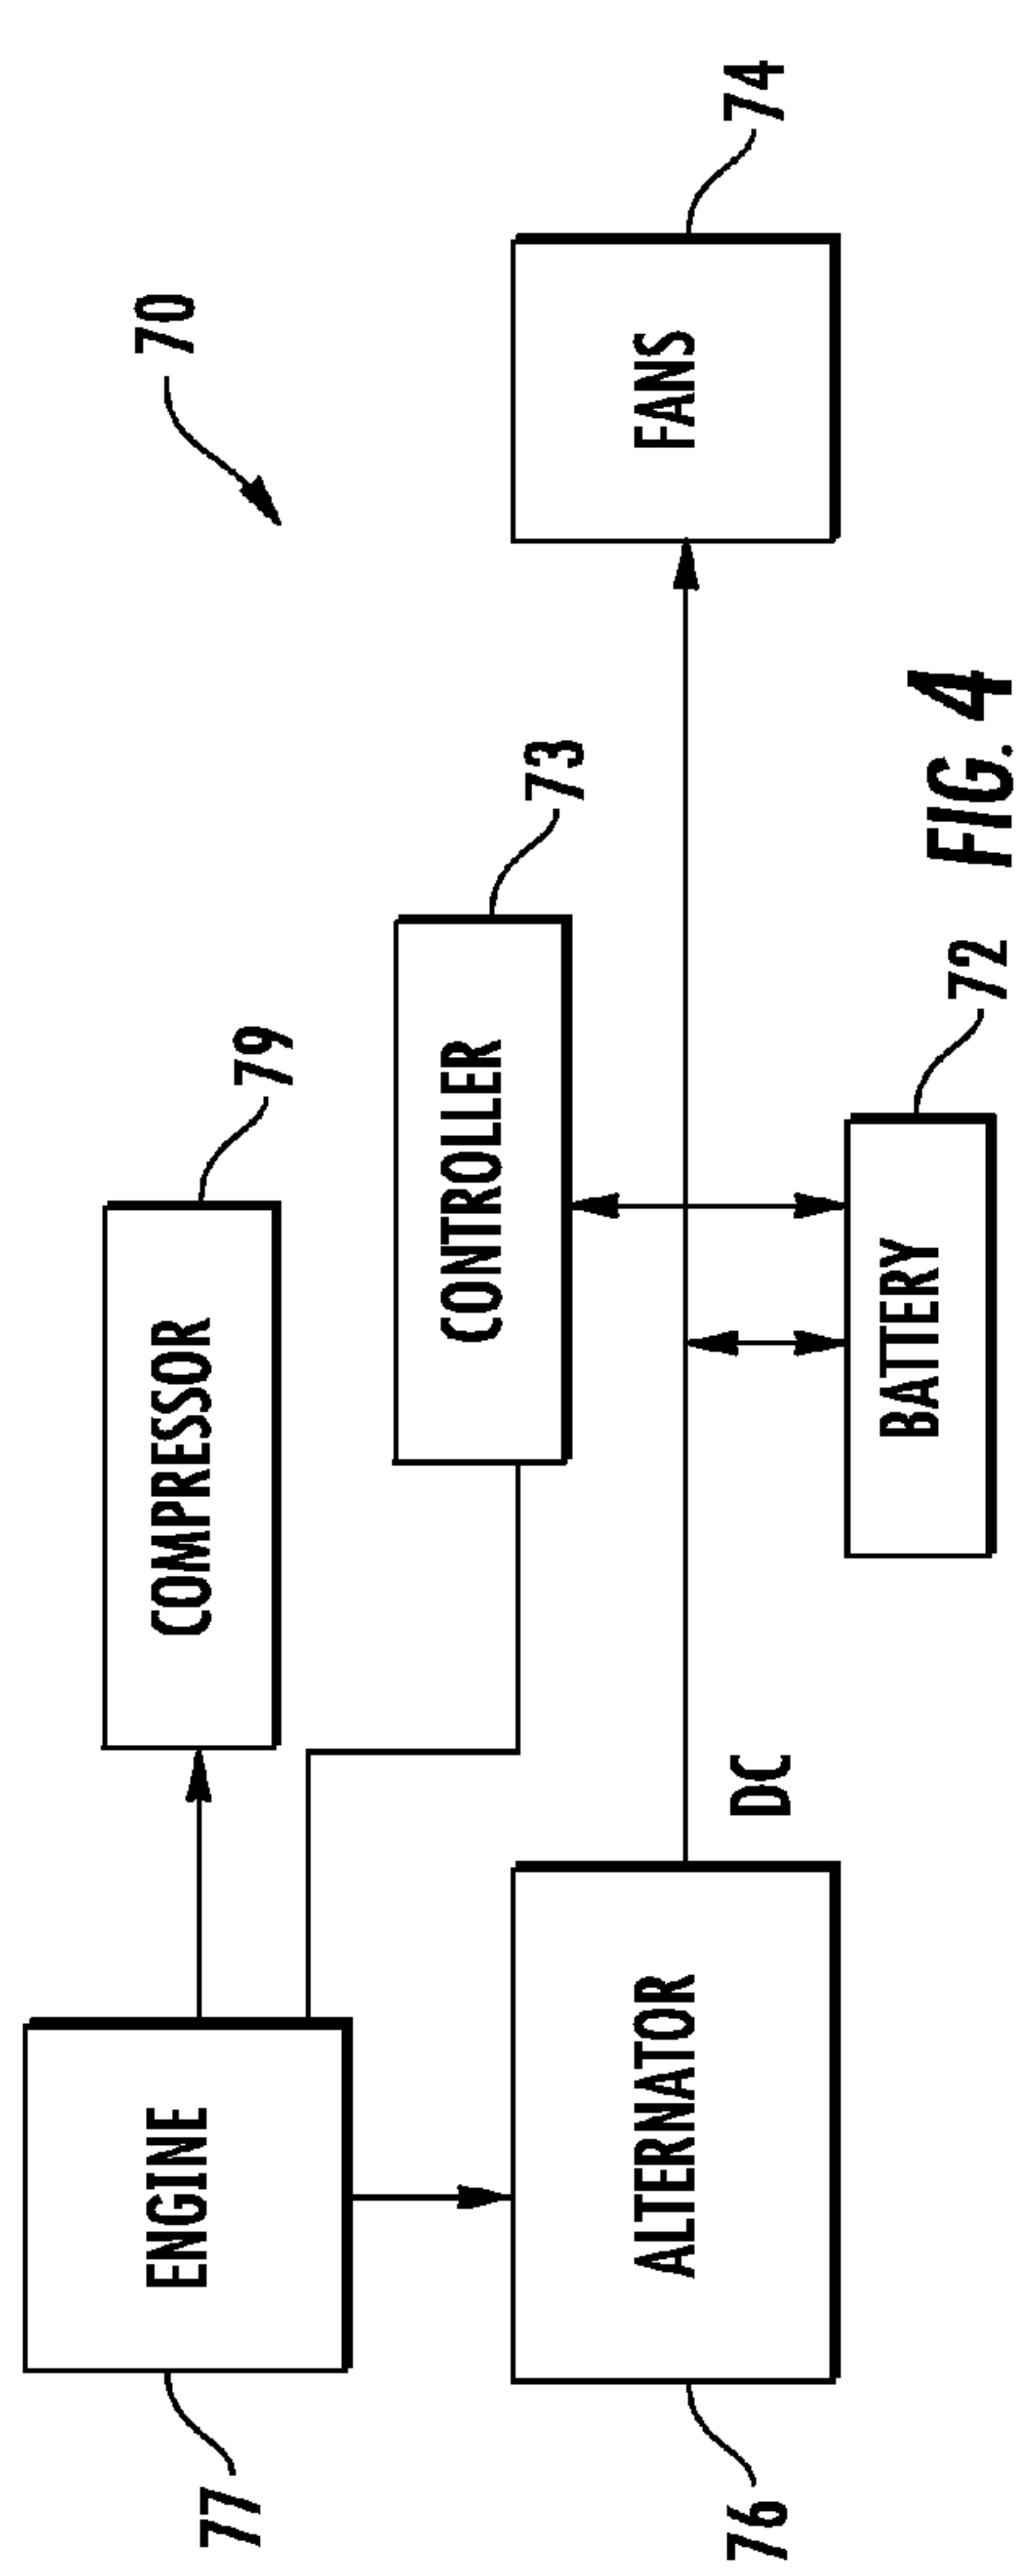 70
79
COMPRESSOR
77
ENGINE
73
CONTROLLER
74
FANS
76
ALTERNATOR
DC
72
BATTERY
FIG. 4